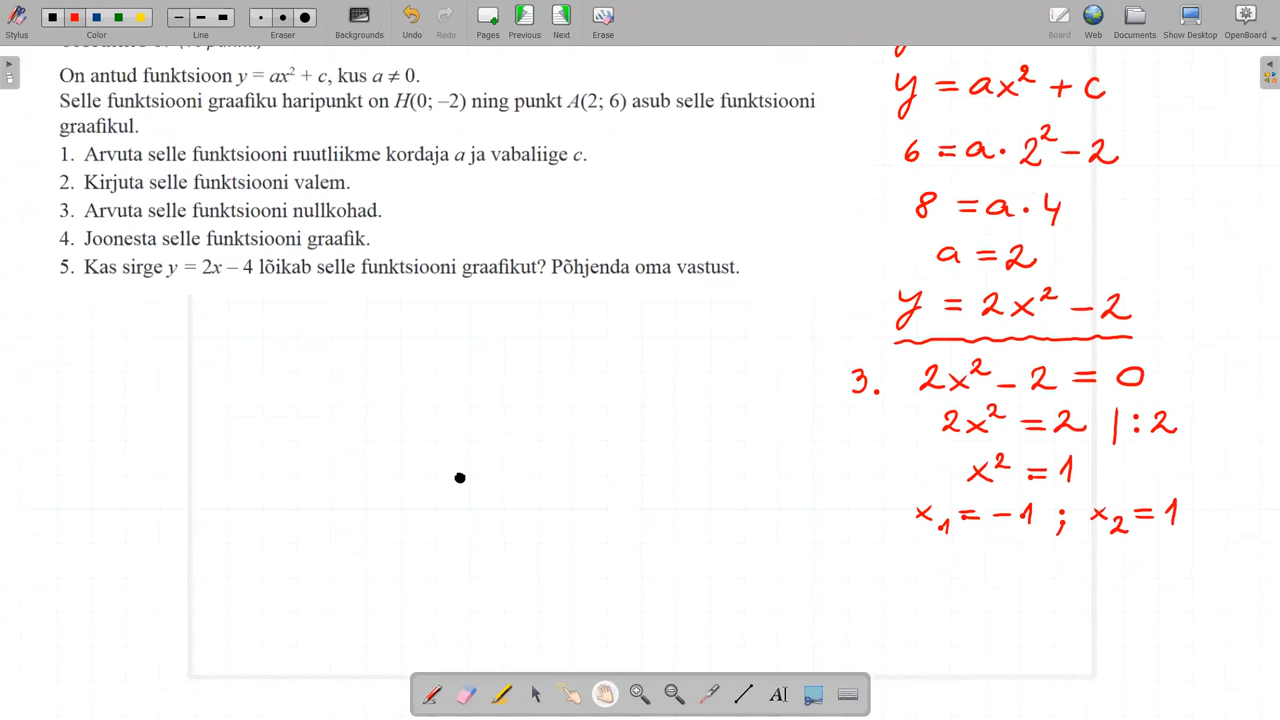 Stylus Color Line Eraser Backgrounds Undo Redo Pages Previous Next Erase Board Web Documents Show Desktop OpenBoard
On antud funktsioon y = ax² + c, kus a ≠ 0.
Selle funktsiooni graafiku haripunkt on H(0; –2) ning punkt A(2; 6) asub selle funktsiooni
graafikul.
1. Arvuta selle funktsiooni ruutliikme kordaja a ja vabaliige c.
2. Kirjuta selle funktsiooni valem.
3. Arvuta selle funktsiooni nullkohad.
4. Joonesta selle funktsiooni graafik.
5. Kas sirge y = 2x – 4 lõikab selle funktsiooni graafikut? Põhjenda oma vastust.
y = ax² + c
6 = a · 2² – 2
8 = a · 4
a = 2
y = 2x² – 2
3. 2x² – 2 = 0
2x² = 2 | : 2
x² = 1
x₁ = –1 ; x₂ = 1